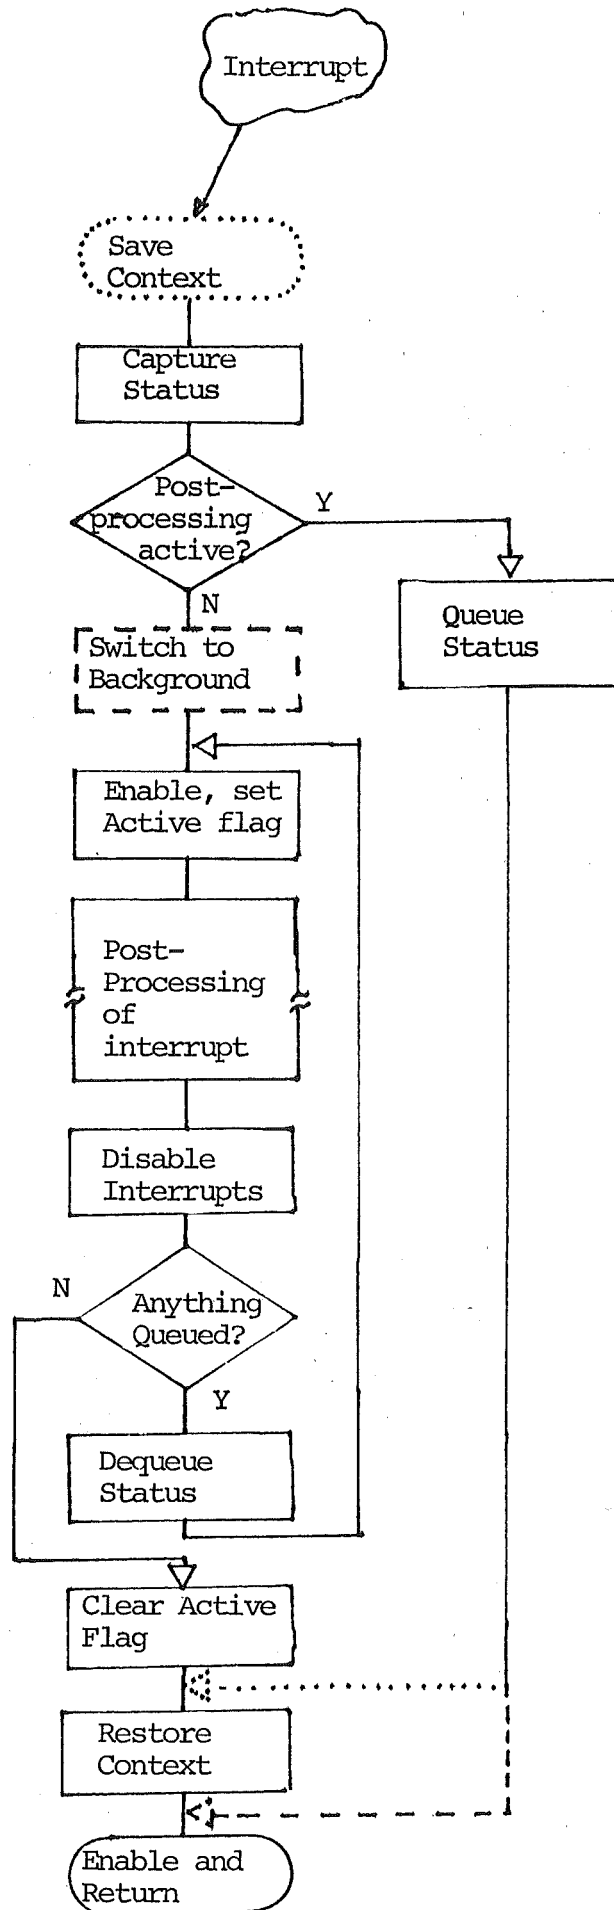 Interrupt
Save
Context
Capture
Status
Post-
processing
active?
Y
N
Queue
Status
Switch to
Background
Enable, set
Active flag
Post-
Processing
of
interrupt
Disable
Interrupts
N
Anything
Queued?
Y
Dequeue
Status
Clear Active
Flag
Restore
Context
Enable and
Return